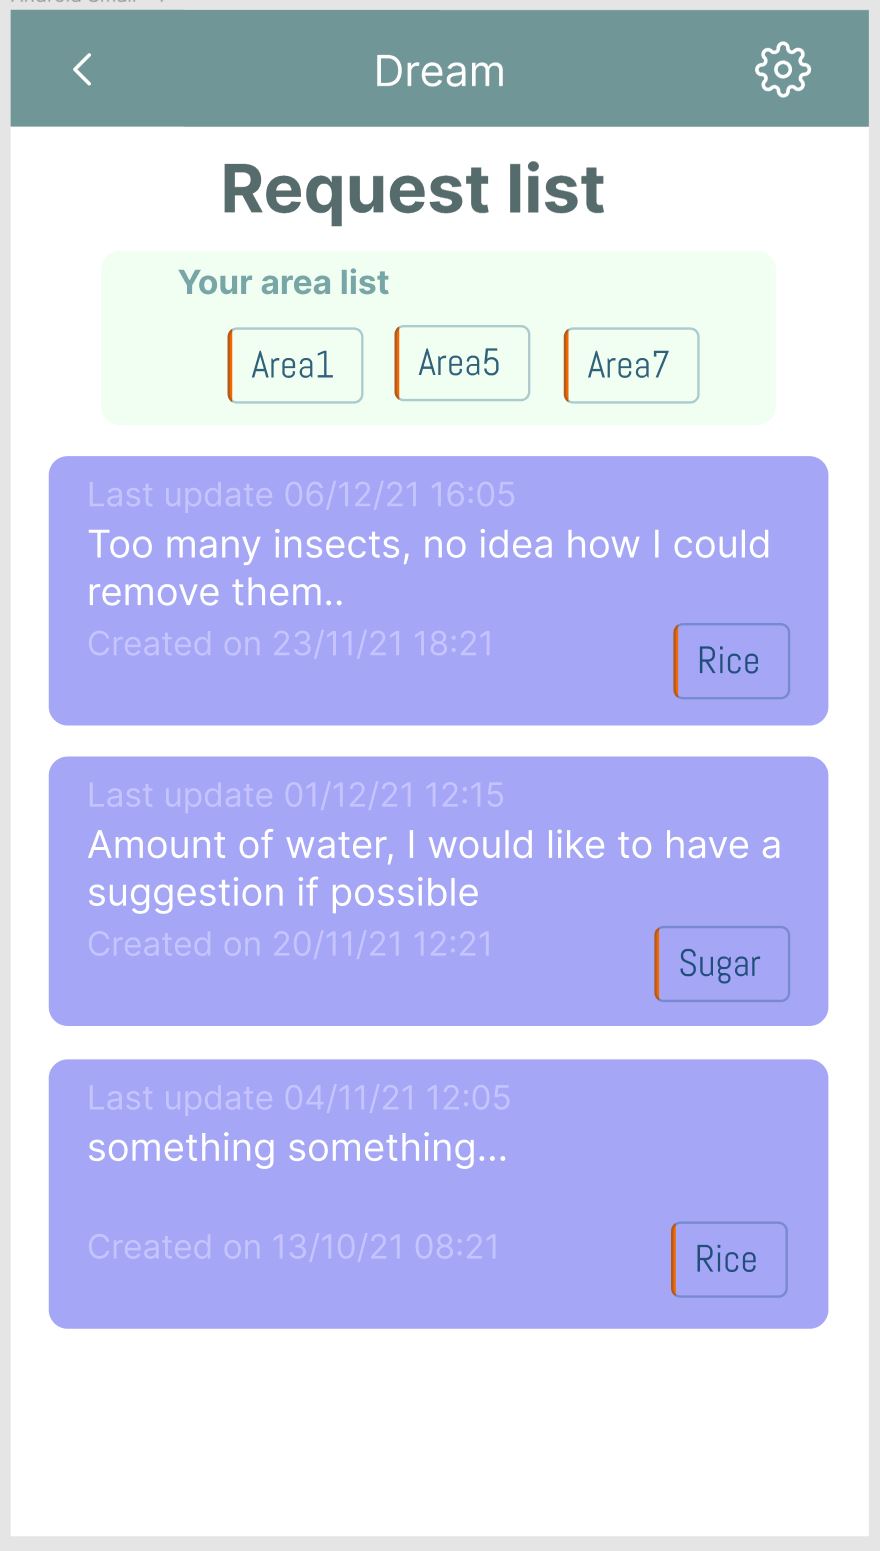 Dream
Request list
Your area list
Area1
Area5
Area7
Last update 06/12/21 16:05
Too many insects, no idea how I could
remove them..
Created on 23/11/21 18:21
Rice
Last update 01/12/21 12:15
Amount of water, I would like to have a
suggestion if possible
Created on 20/11/21 12:21
Sugar
Last update 04/11/21 12:05
something something...
Created on 13/10/21 08:21
Rice